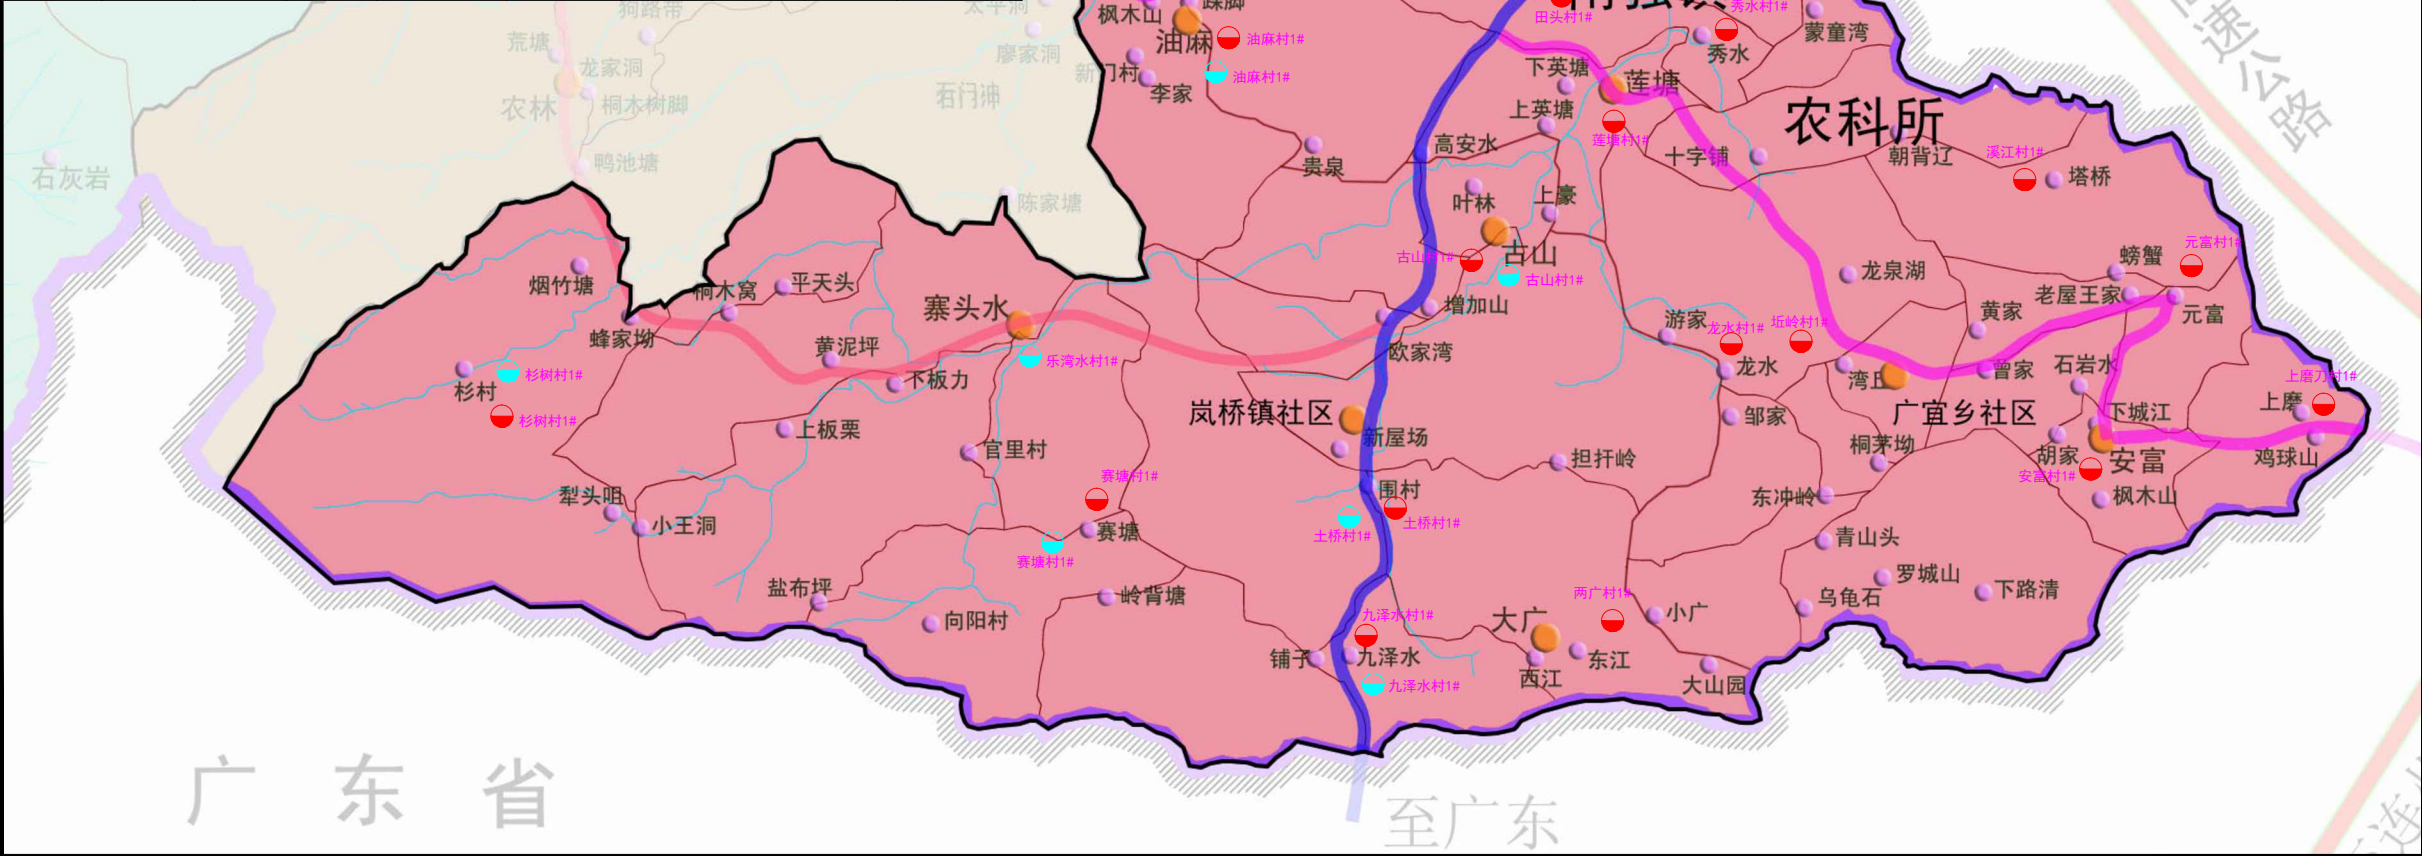 狗路带
太平洞
枫木山
踩脚
田头村1#
秀水村1#
荒塘
廖家洞
油麻
油麻村1#
秀水
蒙童湾
速公路
龙家洞
门村
油麻村1#
下英塘
莲塘
农林
桐木树脚
石门冲
李家
上英塘
农科所
莲塘村1#
高安水
十字铺
朝背辽
溪江村1#
石灰岩
鸭池塘
贵泉
塔桥
陈家塘
叶林
上豪
古山
古山村1#
古山村1#
元富村1#
螃蟹
龙泉湖
烟竹塘
桐木窝
平天头
老屋王家
元富
寨头水
增加山
黄家
蜂家坳
黄泥坪
游家
龙水村1#
坵岭村1#
欧家湾
乐湾水村1#
龙水
曾家
石岩水
杉村
杉树村1#
下板力
上磨刀村1#
上磨
岚桥镇社区
邹家
广宜乡社区
下城江
杉树村1#
上板栗
新屋场
桐茅坳
胡家
安富
鸡球山
官里村
担扞岭
安富村1#
赛塘村1#
犁头咀
围村
东冲岭
枫木山
小王洞
赛塘
土桥村1#
土桥村1#
青山头
赛塘村1#
盐布坪
岭背塘
两广村1#
罗城山
下路清
乌龟石
向阳村
九泽水村1#
大广
小广
铺子
九泽水
东江
西江
九泽水村1#
大山园
广东省
至广东